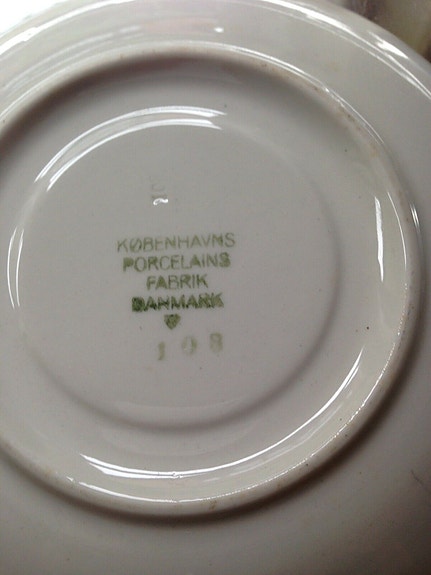 KØBENHAVNS
PORCELAINS
FABRIK
DANMARK
108